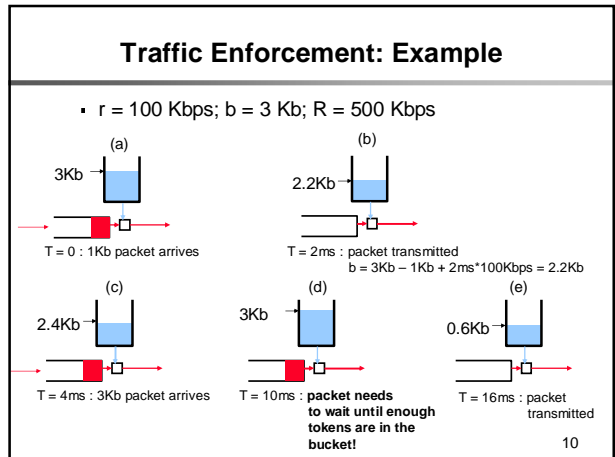 Traffic Enforcement: Example
▪ r = 100 Kbps; b = 3 Kb; R = 500 Kbps
(a)
3Kb
T = 0 : 1Kb packet arrives
(b)
2.2Kb
T = 2ms : packet transmitted
b = 3Kb – 1Kb + 2ms*100Kbps = 2.2Kb
(c)
2.4Kb
T = 4ms : 3Kb packet arrives
(d)
3Kb
T = 10ms : packet needs
to wait until enough
tokens are in the
bucket!
(e)
0.6Kb
T = 16ms : packet
transmitted
10